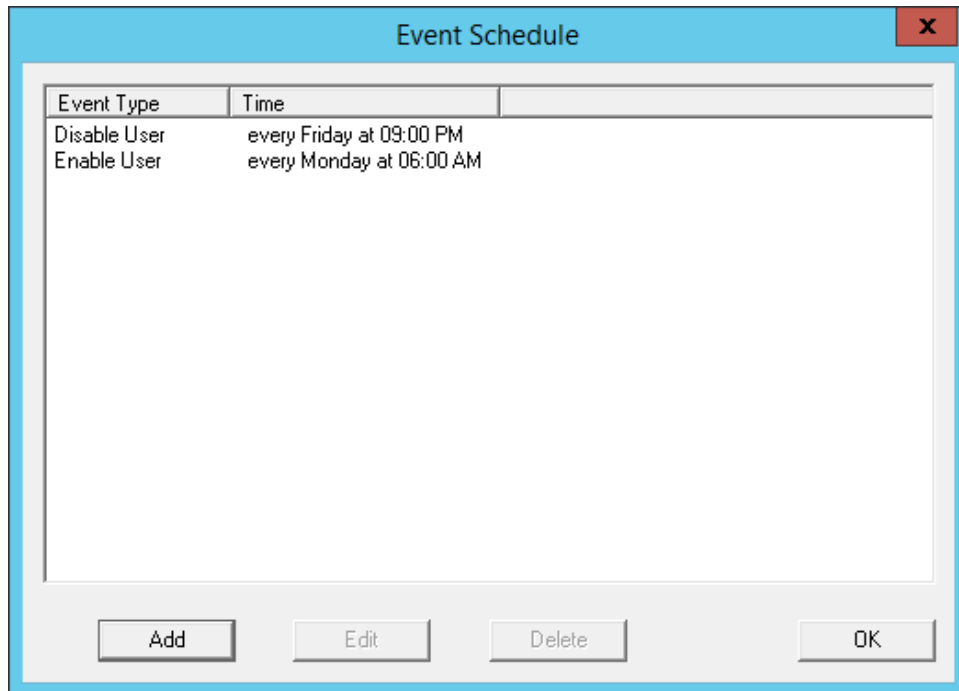 Event Schedule
x
Event Type Time
Disable User every Friday at 09:00 PM
Enable User every Monday at 06:00 AM
Add Edit Delete OK